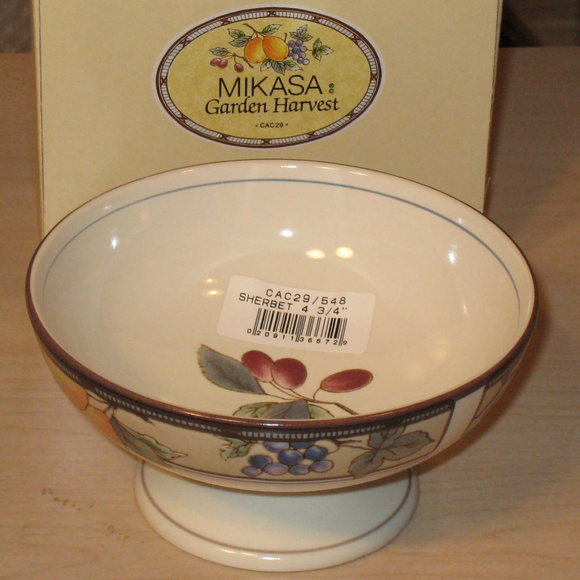 MIKASA ®©
Garden Harvest
• CAC29 •
CAC29/548
SHERBET 4 3/4"
0 20911 36672 9